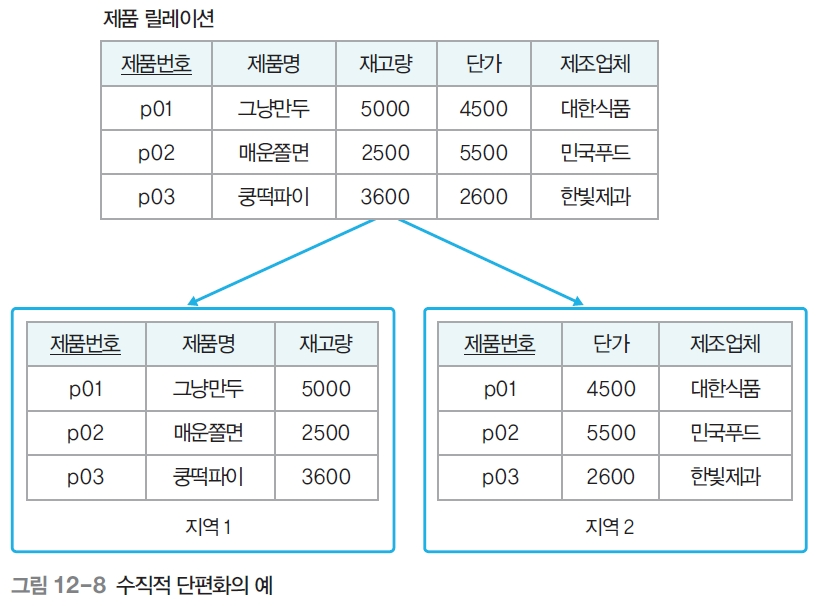 제품 릴레이션
제품번호 제품명 재고량 단가 제조업체
p01 그냥만두 5000 4500 대한식품
p02 매운쫄면 2500 5500 민국푸드
p03 쿵떡파이 3600 2600 한빛제과
제품번호 제품명 재고량
p01 그냥만두 5000
p02 매운쫄면 2500
p03 쿵떡파이 3600
지역 1
제품번호 단가 제조업체
p01 4500 대한식품
p02 5500 민국푸드
p03 2600 한빛제과
지역 2
그림 12-8 수직적 단편화의 예